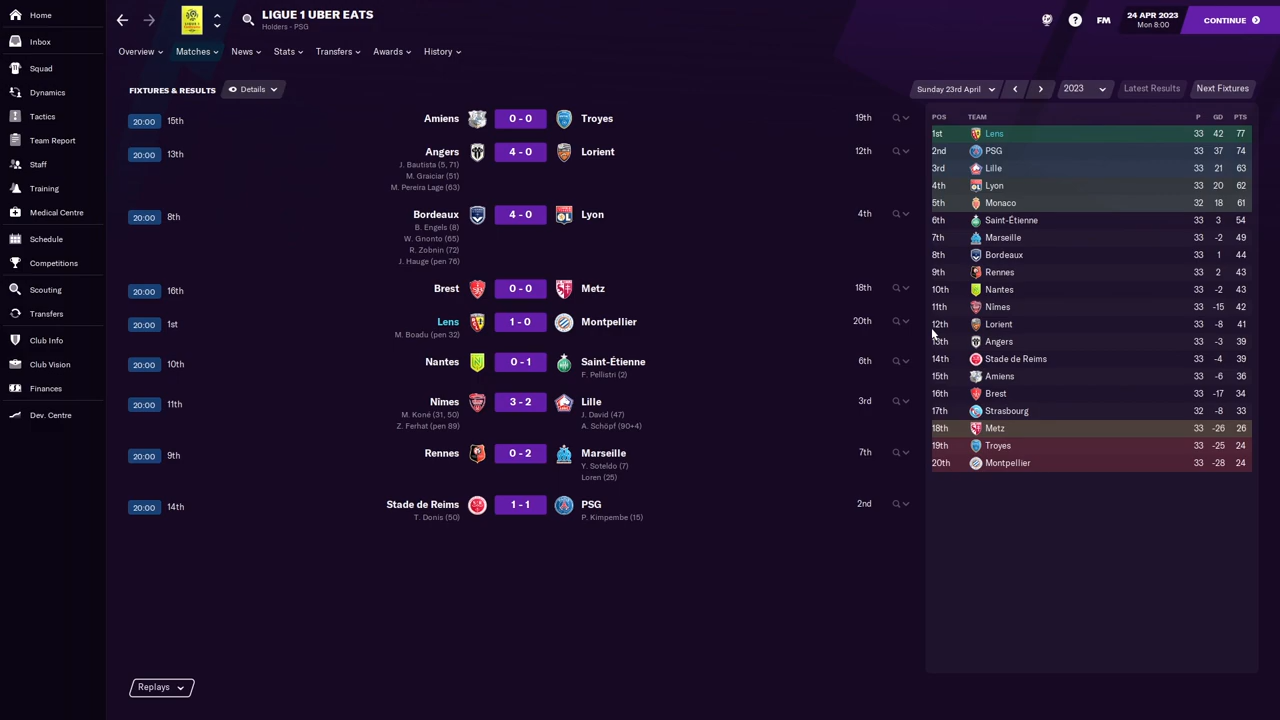 Home
Inbox
Squad
Dynamics
Tactics
Team Report
Staff
Training
Medical Centre
Schedule
Competitions
Scouting
Transfers
Club Info
Club Vision
Finances
Dev. Centre
LIGUE 1 UBER EATS
Holders - PSG
FM
24 APR 2023
Mon 8:00
CONTINUE
Overview Matches News Stats Transfers Awards History
FIXTURES & RESULTS Details
Sunday 23rd April 2023 Latest Results Next Fixtures
20:00 15th Amiens 0 - 0 Troyes 19th
20:00 13th Angers 4 - 0 Lorient 12th
J. Bautista (5, 71)
M. Graiciar (51)
M. Pereira Lage (63)
20:00 8th Bordeaux 4 - 0 Lyon 4th
B. Engels (8)
W. Gnonto (65)
R. Zobnin (72)
J. Hauge (pen 76)
20:00 16th Brest 0 - 0 Metz 18th
20:00 1st Lens 1 - 0 Montpellier 20th
M. Boadu (pen 32)
20:00 10th Nantes 0 - 1 Saint-Étienne 6th
F. Pellistri (2)
20:00 11th Nîmes 3 - 2 Lille 3rd
M. Koné (31, 50) J. David (47)
Z. Ferhat (pen 89) A. Schöpf (90+4)
20:00 9th Rennes 0 - 2 Marseille 7th
Y. Soteldo (7)
Loren (25)
20:00 14th Stade de Reims 1 - 1 PSG 2nd
T. Donis (50) P. Kimpembe (15)
Replays
POS TEAM P GD PTS
1st Lens 33 42 77
2nd PSG 33 37 74
3rd Lille 33 21 63
4th Lyon 33 20 62
5th Monaco 32 18 61
6th Saint-Étienne 33 3 54
7th Marseille 33 -2 49
8th Bordeaux 33 1 44
9th Rennes 33 2 43
10th Nantes 33 -2 43
11th Nîmes 33 -15 42
12th Lorient 33 -8 41
13th Angers 33 -3 39
14th Stade de Reims 33 -4 39
15th Amiens 33 -6 36
16th Brest 33 -17 34
17th Strasbourg 32 -8 33
18th Metz 33 -26 26
19th Troyes 33 -25 24
20th Montpellier 33 -28 24